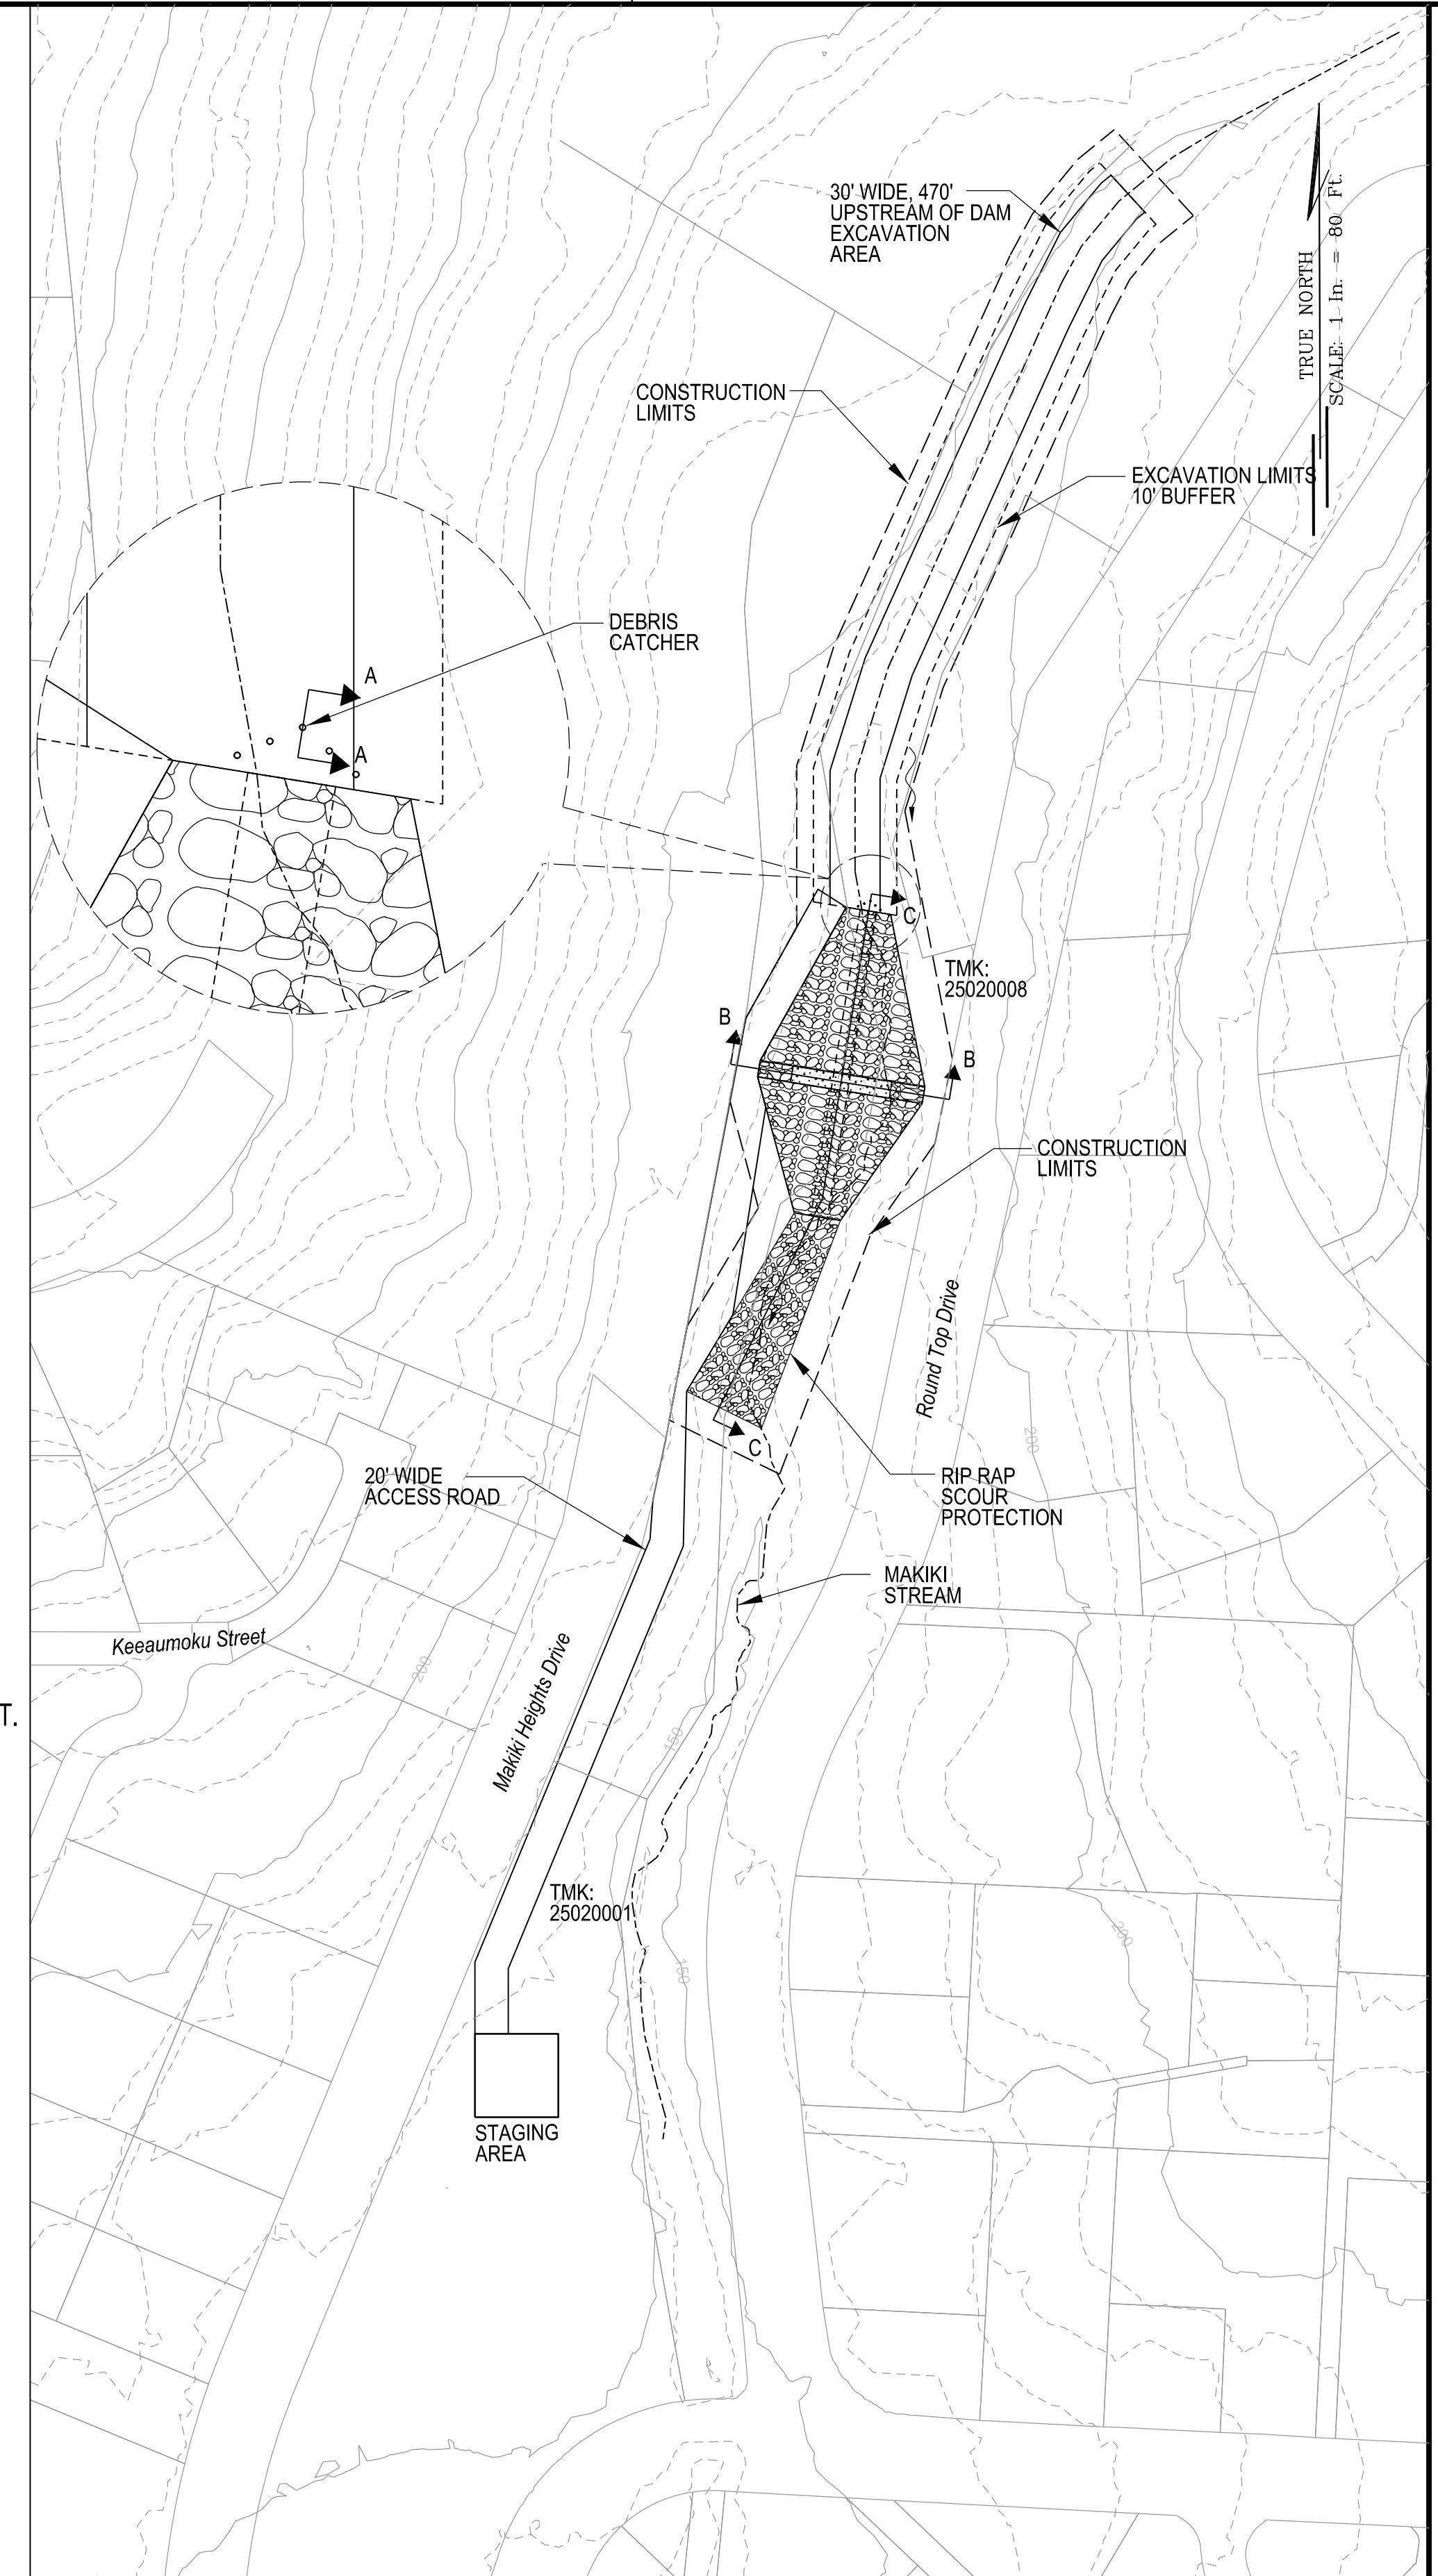 30' WIDE, 470'
UPSTREAM OF DAM
EXCAVATION
AREA
TRUE NORTH
SCALE: 1 In. = 80 Ft.
CONSTRUCTION
LIMITS
EXCAVATION LIMITS
10' BUFFER
DEBRIS
CATCHER
A
A
C
TMK:
25020008
B
B
CONSTRUCTION
LIMITS
Round Top Drive
200
C
20' WIDE
ACCESS ROAD
RIP RAP
SCOUR
PROTECTION
MAKIKI
STREAM
Keeaumoku Street
200
Makiki Heights Drive
T.
150
TMK:
25020001
200
150
STAGING
AREA